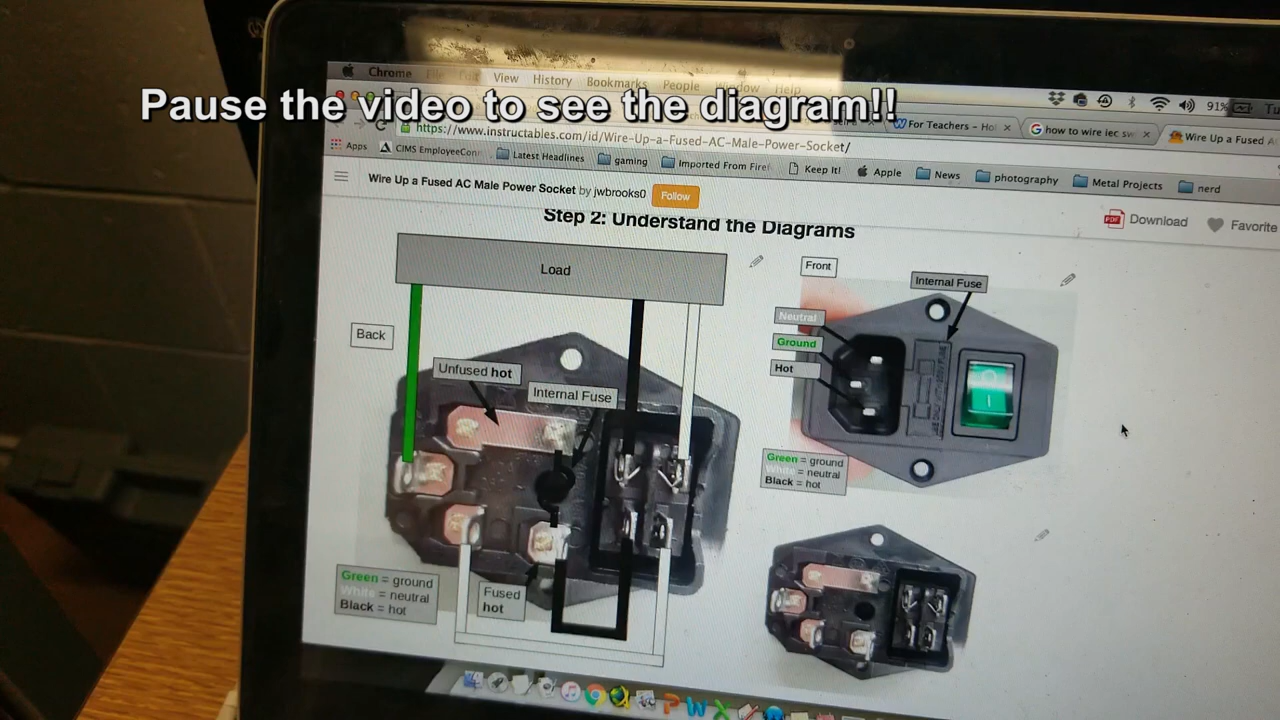 Chrome File Edit View History Bookmarks People Window Help
91%
Pause the video to see the diagram!!
For Teachers - Ho
how to wire iec sw
Wire Up a Fused A
https://www.instructables.com/id/Wire-Up-a-Fused-AC-Male-Power-Socket/
Apps
CIMS EmployeeCon
Latest Headlines
gaming
Imported From Firef
Keep It!
Apple
News
photography
Metal Projects
nerd
Wire Up a Fused AC Male Power Socket by jwbrooks0
Follow
Download
Favorite
Step 2: Understand the Diagrams
Load
Back
Unfused hot
Internal Fuse
Fused
hot
Green = ground
White = neutral
Black = hot
Front
Internal Fuse
Neutral
Ground
Hot
Green = ground
White = neutral
Black = hot